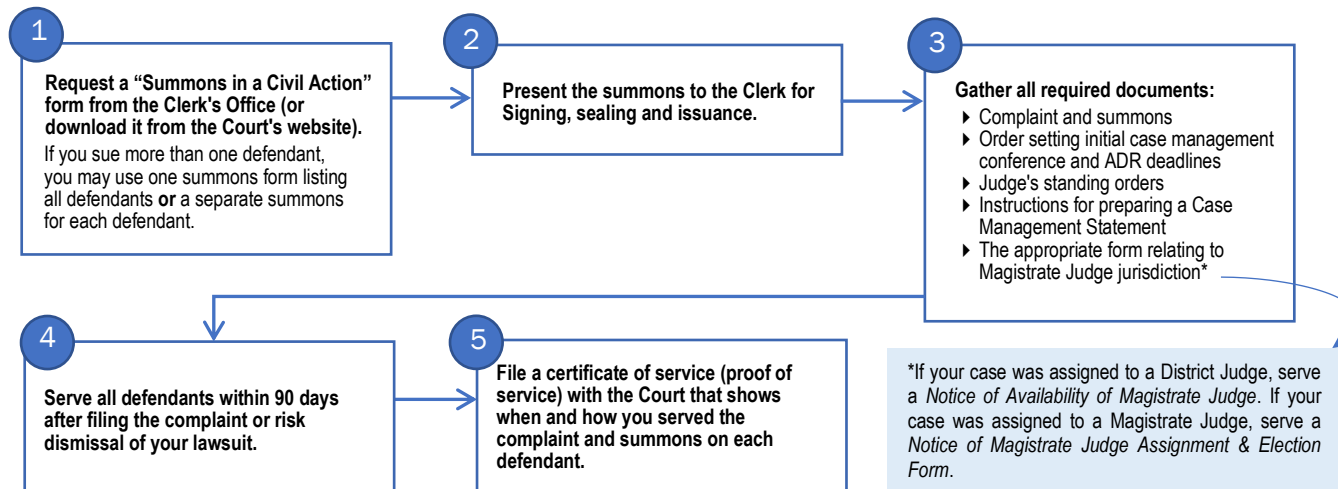 1
Request a “Summons in a Civil Action”
form from the Clerk's Office (or
download it from the Court's website).
If you sue more than one defendant,
you may use one summons form listing
all defendants or a separate summons
for each defendant.
2
Present the summons to the Clerk for
Signing, sealing and issuance.
3
Gather all required documents:
Complaint and summons
Order setting initial case management
conference and ADR deadlines
Judge's standing orders
Instructions for preparing a Case
Management Statement
The appropriate form relating to
Magistrate Judge jurisdiction*
4
Serve all defendants within 90 days
after filing the complaint or risk
dismissal of your lawsuit.
5
File a certificate of service (proof of
service) with the Court that shows
when and how you served the
complaint and summons on each
defendant.
*If your case was assigned to a District Judge, serve
a Notice of Availability of Magistrate Judge. If your
case was assigned to a Magistrate Judge, serve a
Notice of Magistrate Judge Assignment & Election
Form.